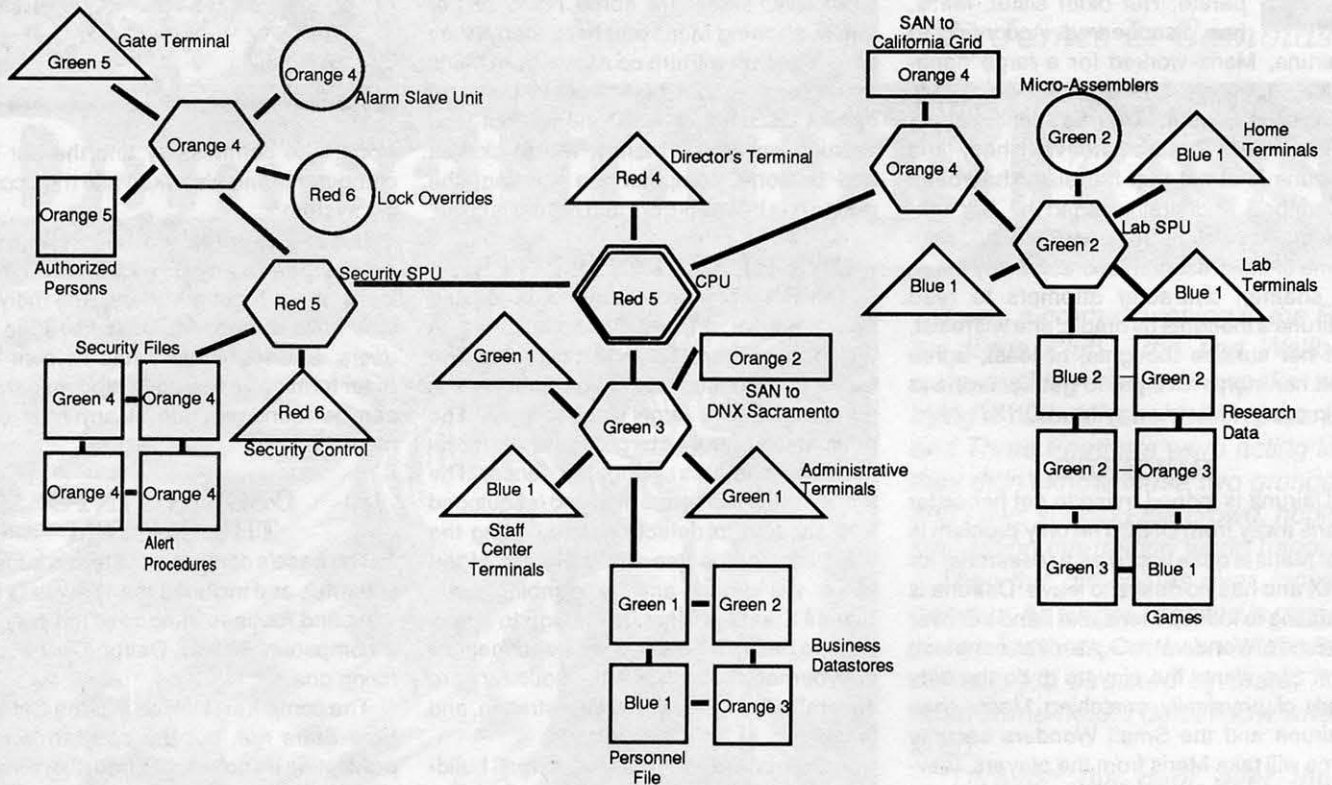 Gate Terminal
Green 5
Orange 4
Alarm Slave Unit
Orange 4
Red 6
Lock Overrides
Orange 5
Authorized
Persons
Security SPU
Red 5
Security Files
Green 4
Orange 4
Orange 4
Orange 4
Alert
Procedures
Red 6
Security Control
Director's Terminal
Red 4
Red 5
CPU
Green 1
Orange 2
SAN to
DNX Sacramento
Green 3
Blue 1
Staff
Center
Terminals
Administrative
Terminals
Green 1
Green 1
Green 2
Business
Datastores
Blue 1
Orange 3
Personnel
File
SAN to
California Grid
Orange 4
Orange 4
Micro-Assemblers
Green 2
Home
Terminals
Blue 1
Green 2
Lab SPU
Blue 1
Lab
Terminals
Blue 1
Blue 2
Green 2
Research
Data
Green 2
Orange 3
Green 3
Blue 1
Games